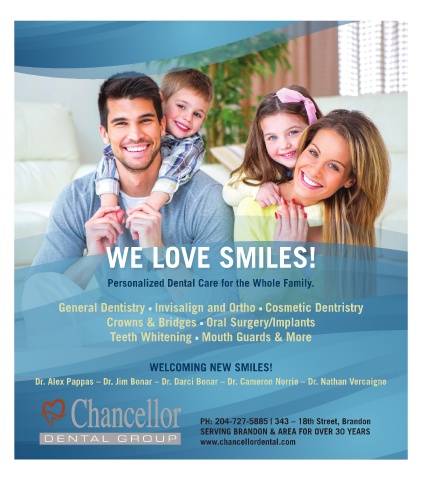 WE LOVE SMILES!
Personalized Dental Care for the Whole Family.
General Dentistry • Invisalign and Ortho • Cosmetic Dentristry
Crowns & Bridges • Oral Surgery/Implants
Teeth Whitening • Mouth Guards & More
WELCOMING NEW SMILES!
Dr. Alex Pappas – Dr. Jim Bonar – Dr. Darci Bonar – Dr. Cameron Norrie – Dr. Nathan Vercaigne
Chancellor
DENTAL GROUP
PH: 204-727-5885 | 343 – 18th Street, Brandon
SERVING BRANDON & AREA FOR OVER 30 YEARS
www.chancellordental.com